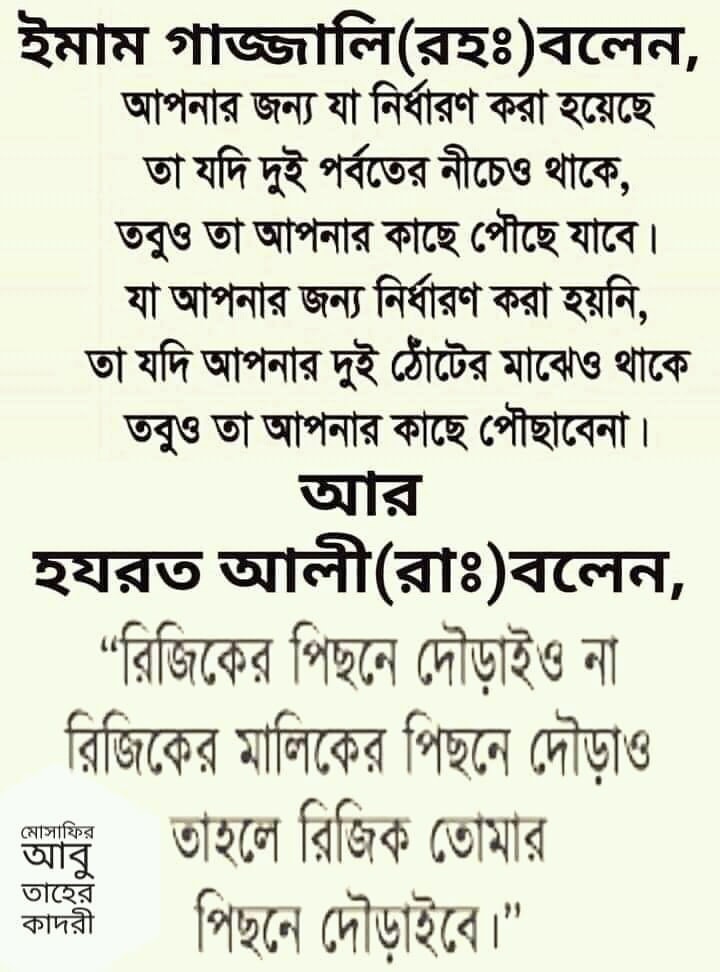 ইমাম গাজ্জালি(রহঃ)বলেন,
আপনার জন্য যা নির্ধারণ করা হয়েছে
তা যদি দুই পর্বতের নীচেও থাকে,
তবুও তা আপনার কাছে পৌছে যাবে।
যা আপনার জন্য নির্ধারণ করা হয়নি,
তা যদি আপনার দুই ঠোঁটের মাঝেও থাকে
তবুও তা আপনার কাছে পৌছাবেনা।
আর
হযরত আলী(রাঃ)বলেন,
“রিজিকের পিছনে দৌড়াইও না
রিজিকের মালিকের পিছনে দৌড়াও
তাহলে রিজিক তোমার
পিছনে দৌড়াইবে।”
মোসাফির
আবু
তাহের
কাদরী